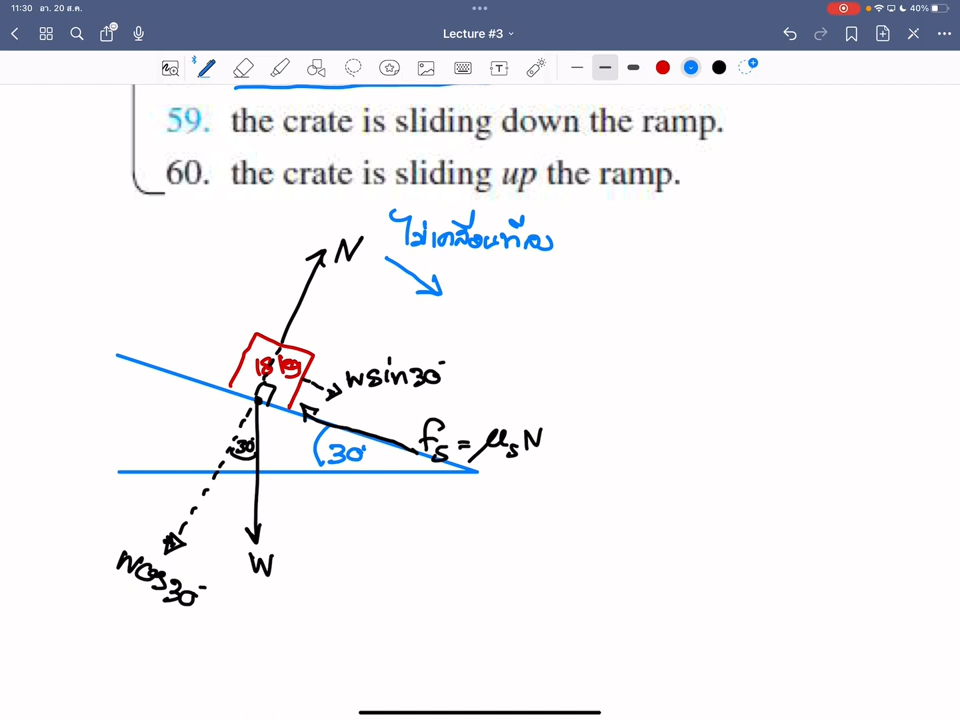 11:30 อา. 20 ส.ค.
40%
Lecture #3
59. the crate is sliding down the ramp.
60. the crate is sliding up the ramp.
ไม่เคลื่อนที่ลง
N
18 kg
W sin30°
fs = μsN
30°
30°
W
W cos30°